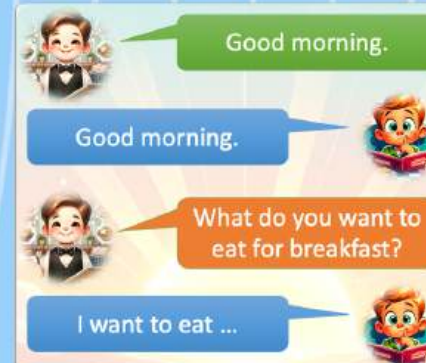 Good morning.
Good morning.
What do you want to
eat for breakfast?
I want to eat ...